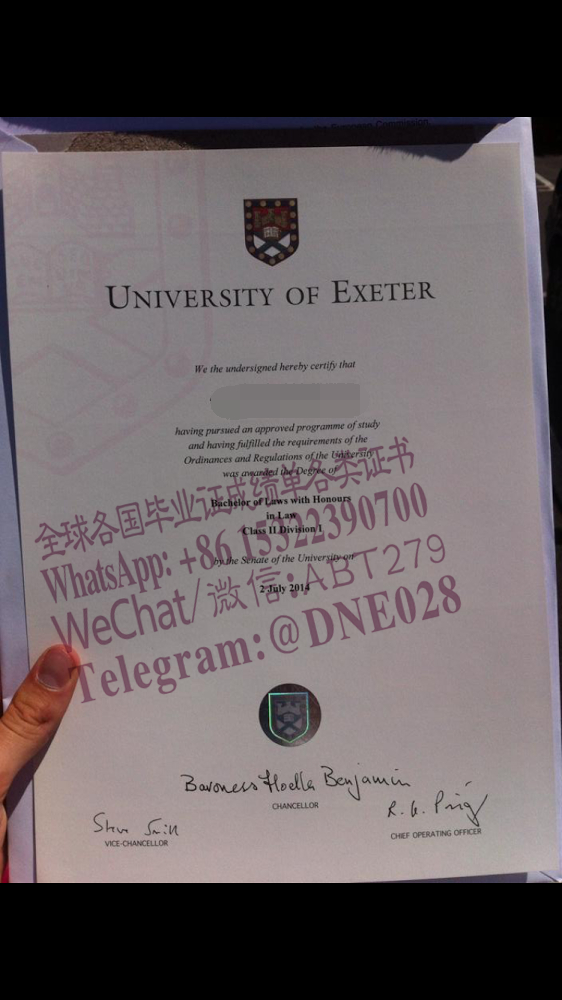 European Commission,
UNIVERSITY OF EXETER
We the undersigned hereby certify that
having pursued an approved programme of study
and having fulfilled the requirements of the
Ordinances and Regulations of the University
was awarded the Degree of
Bachelor of Laws with Honours
in Law
Class II Division I
by the Senate of the University on
2 July 2014
全球各国毕业证成绩单各类证书
WhatsApp: +86 15322390700
WeChat/微信:ABT279
Telegram:@DNE028
Baroness Floella Benjamin
CHANCELLOR
Steve Smith
VICE-CHANCELLOR
CHIEF OPERATING OFFICER